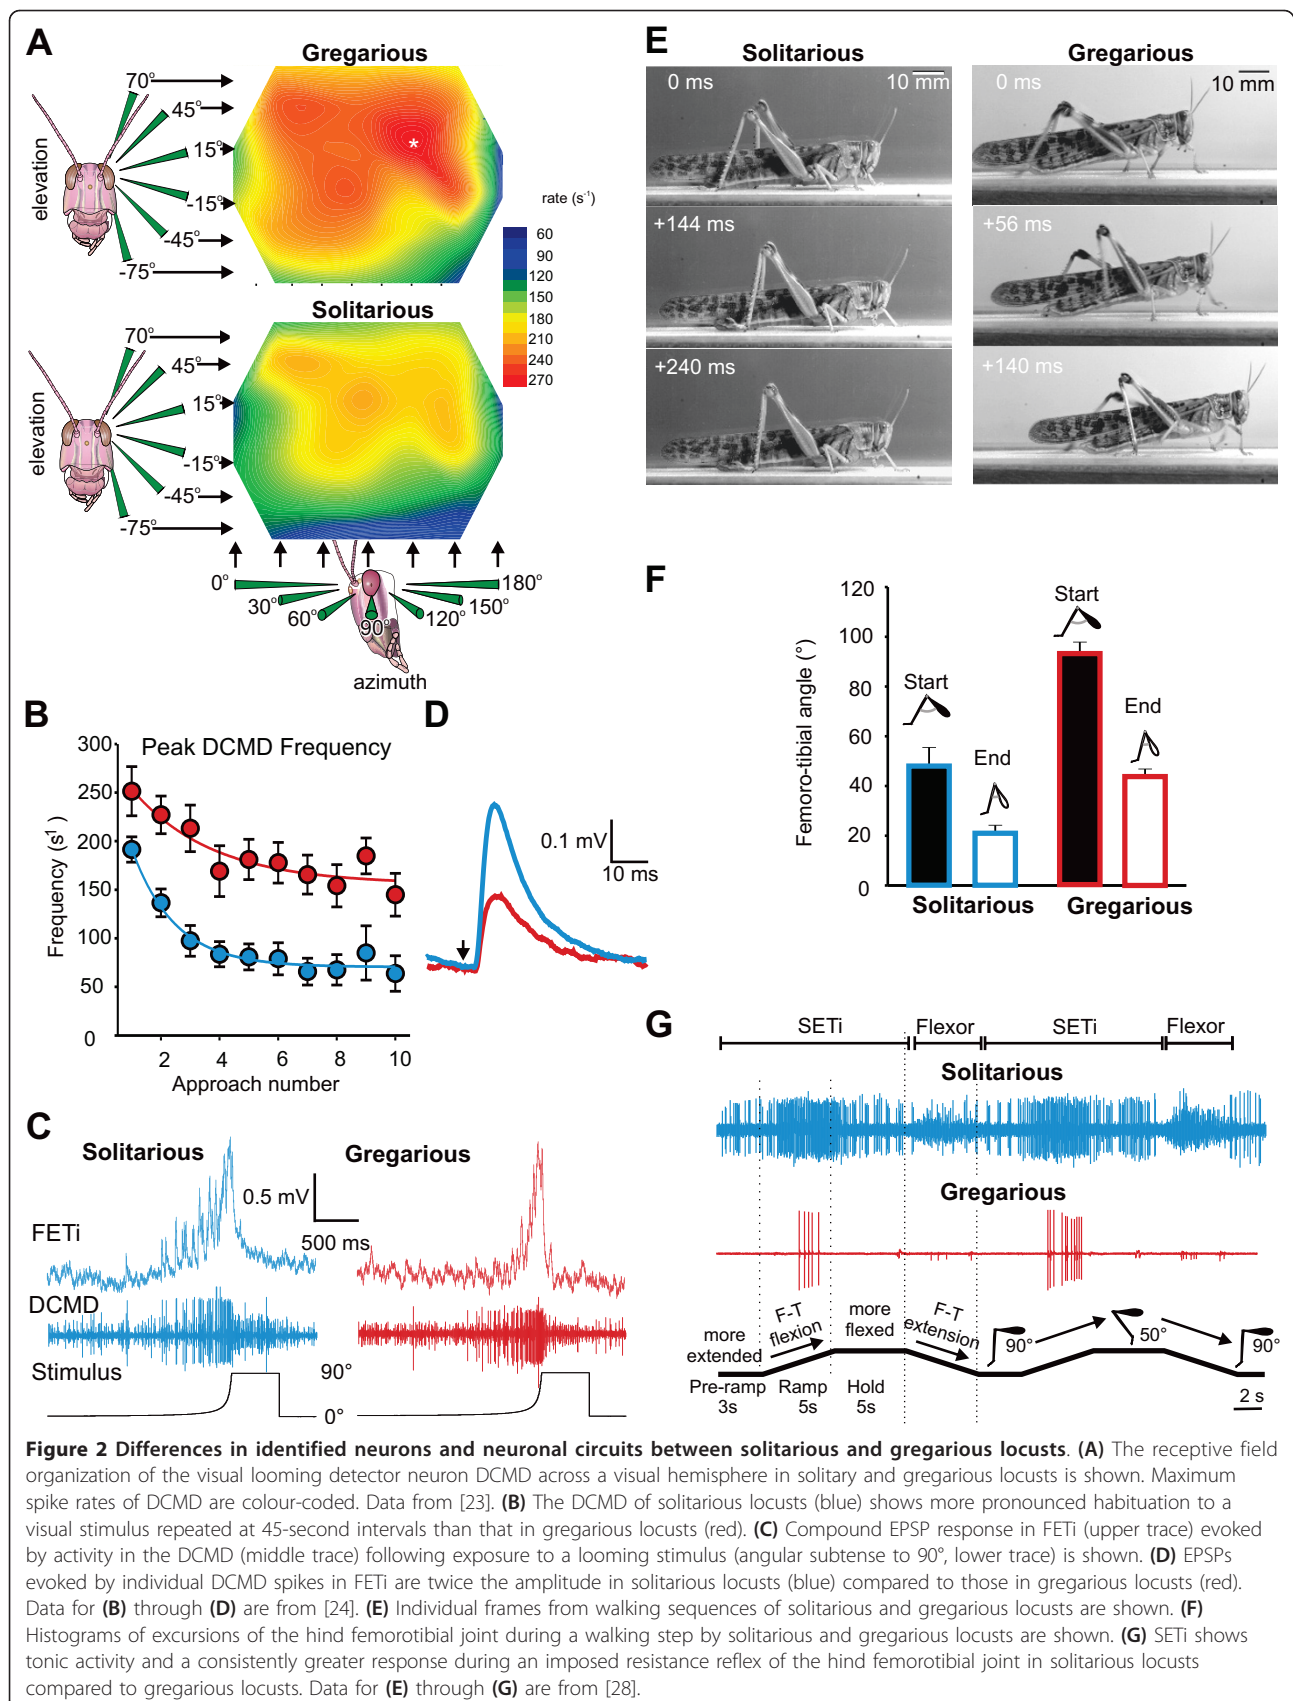 A
Gregarious
70°
45°
15°
-15°
-45°
-75°
elevation
rate (s-1)
60
90
120
150
180
210
240
270
*
Solitarious
70°
45°
15°
-15°
-45°
-75°
elevation
0°
30°
60°
90°
120°
150°
180°
azimuth
B
Peak DCMD Frequency
300
250
200
150
100
50
0
Frequency (s1)
2
4
6
8
10
Approach number
C
Solitarious
Gregarious
0.5 mV
500 ms
FETi
DCMD
Stimulus
90°
0°
D
0.1 mV
10 ms
E
Solitarious
Gregarious
0 ms
10 mm
0 ms
10 mm
+144 ms
+56 ms
+240 ms
+140 ms
F
120
100
80
60
40
20
0
Femoro-tibial angle (°)
Start
End
Start
End
Solitarious
Gregarious
G
SETi
Flexor
SETi
Flexor
Solitarious
Gregarious
more extended
F-T flexion
more flexed
F-T extension
90°
50°
90°
Pre-ramp 3s
Ramp 5s
Hold 5s
2 s
Figure 2 Differences in identified neurons and neuronal circuits between solitarious and gregarious locusts. (A) The receptive field
organization of the visual looming detector neuron DCMD across a visual hemisphere in solitary and gregarious locusts is shown. Maximum
spike rates of DCMD are colour-coded. Data from [23]. (B) The DCMD of solitarious locusts (blue) shows more pronounced habituation to a
visual stimulus repeated at 45-second intervals than that in gregarious locusts (red). (C) Compound EPSP response in FETi (upper trace) evoked
by activity in the DCMD (middle trace) following exposure to a looming stimulus (angular subtense to 90°, lower trace) is shown. (D) EPSPs
evoked by individual DCMD spikes in FETi are twice the amplitude in solitarious locusts (blue) compared to those in gregarious locusts (red).
Data for (B) through (D) are from [24]. (E) Individual frames from walking sequences of solitarious and gregarious locusts are shown. (F)
Histograms of excursions of the hind femorotibial joint during a walking step by solitarious and gregarious locusts are shown. (G) SETi shows
tonic activity and a consistently greater response during an imposed resistance reflex of the hind femorotibial joint in solitarious locusts
compared to gregarious locusts. Data for (E) through (G) are from [28].